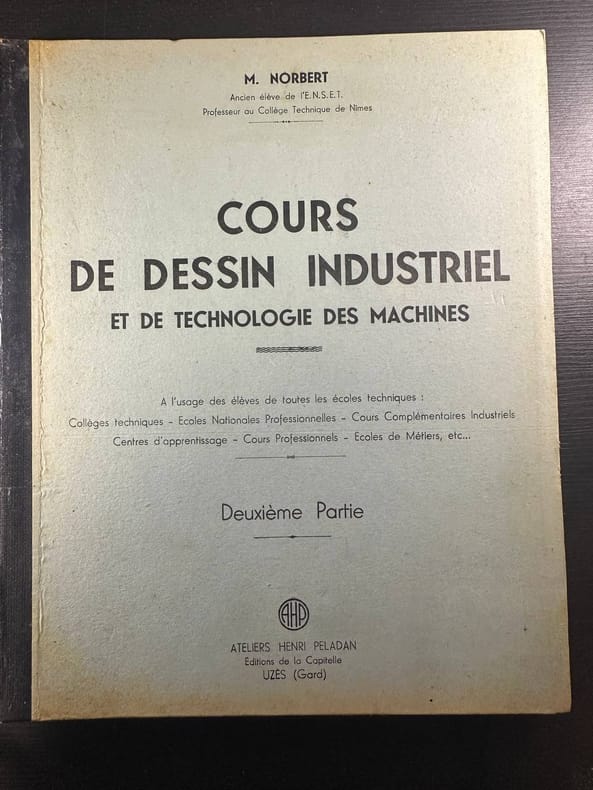 M. NORBERT
Ancien élève de l'E.N.S.E.T.
Professeur au Collège Technique de Nîmes
COURS
DE DESSIN INDUSTRIEL
ET DE TECHNOLOGIE DES MACHINES
A l'usage des élèves de toutes les écoles techniques :
Collèges techniques - Ecoles Nationales Professionnelles - Cours Complémentaires Industriels
Centres d'apprentissage - Cours Professionnels - Ecoles de Métiers, etc...
Deuxième Partie
AHP
ATELIERS HENRI PELADAN
Editions de la Capitelle
UZÈS (Gard)